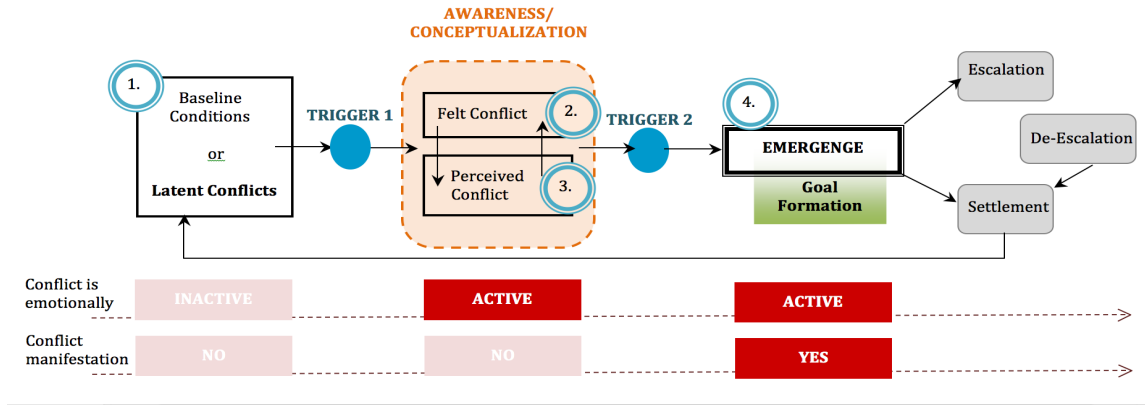 AWARENESS/
CONCEPTUALIZATION
1.
Baseline
Conditions
or
Latent Conflicts
TRIGGER 1
Felt Conflict
2.
Perceived
Conflict
3.
TRIGGER 2
4.
EMERGENGE
Goal
Formation
Escalation
De-Escalation
Settlement
Conflict is
emotionally
INACTIVE
ACTIVE
ACTIVE
Conflict
manifestation
NO
NO
YES